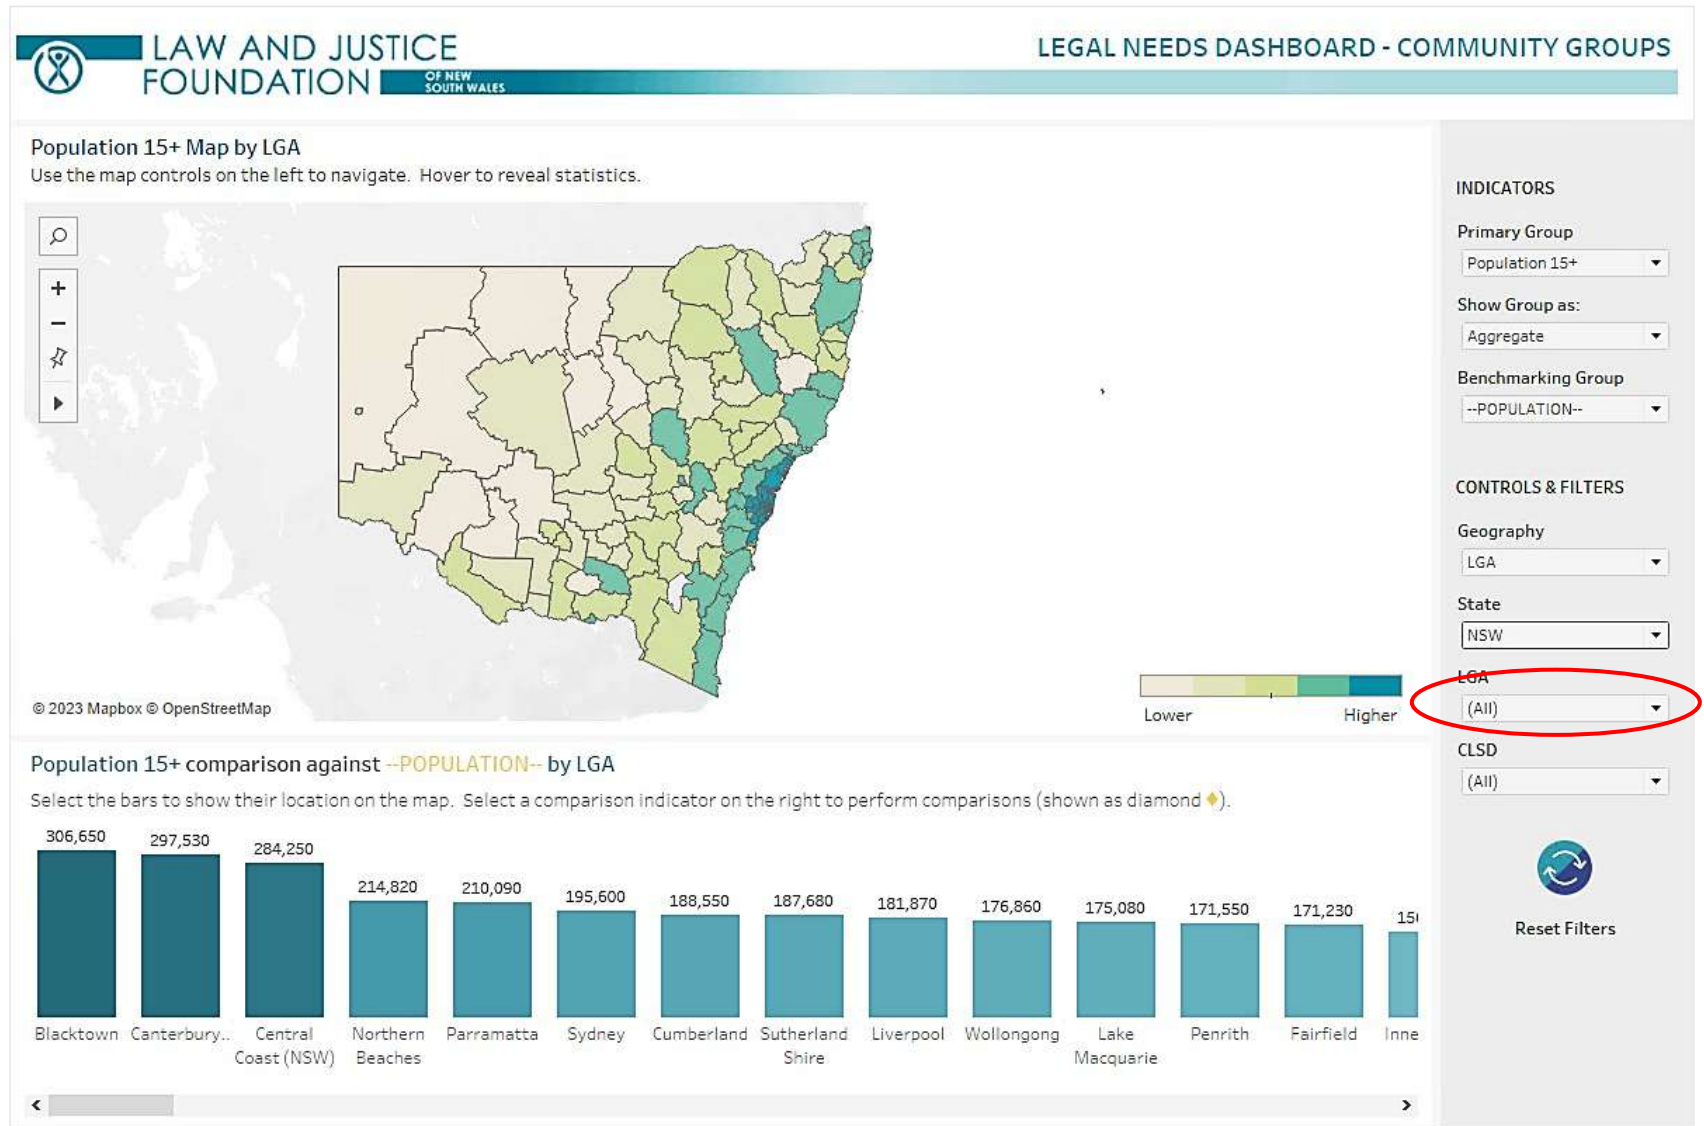 LAW AND JUSTICE
FOUNDATION
OF NEW
SOUTH WALES
LEGAL NEEDS DASHBOARD - COMMUNITY GROUPS
Population 15+ Map by LGA
Use the map controls on the left to navigate. Hover to reveal statistics.
© 2023 Mapbox © OpenStreetMap
Lower Higher
INDICATORS
Primary Group
Population 15+
Show Group as:
Aggregate
Benchmarking Group
--POPULATION--
CONTROLS & FILTERS
Geography
LGA
State
NSW
LGA
(All)
CLSD
(All)
Reset Filters
Population 15+ comparison against --POPULATION-- by LGA
Select the bars to show their location on the map. Select a comparison indicator on the right to perform comparisons (shown as diamond ♦).
306,650 297,530 284,250 214,820 210,090 195,600 188,550 187,680 181,870 176,860 175,080 171,550 171,230
Blacktown Canterbury.. Central Northern Parramatta Sydney Cumberland Sutherland Liverpool Wollongong Lake Penrith Fairfield Inne
Coast (NSW) Beaches Shire Macquarie